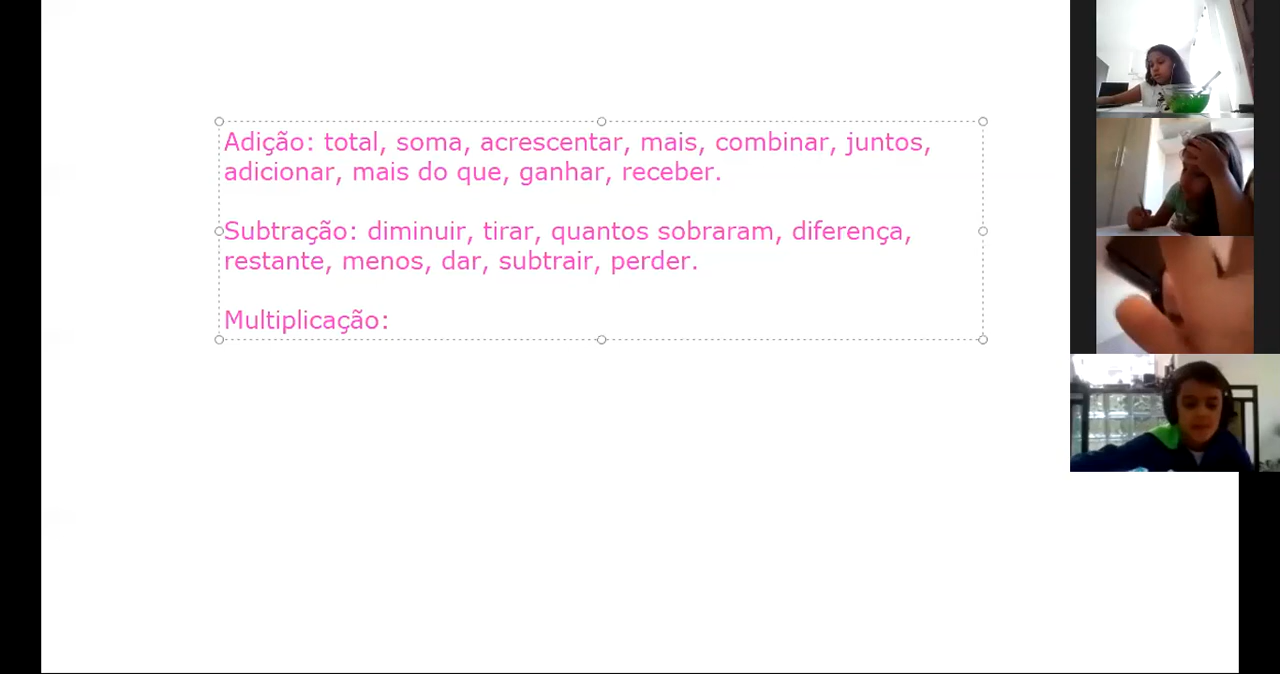 Adição: total, soma, acrescentar, mais, combinar, juntos,
adicionar, mais do que, ganhar, receber.
Subtração: diminuir, tirar, quantos sobraram, diferença,
restante, menos, dar, subtrair, perder.
Multiplicação: